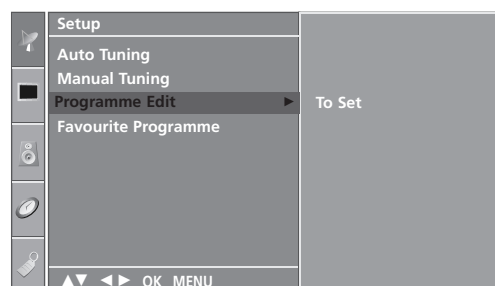 Setup
Auto Tuning
Manual Tuning
Programme Edit ► To Set
Favourite Programme
▲▼ ◄► OK MENU